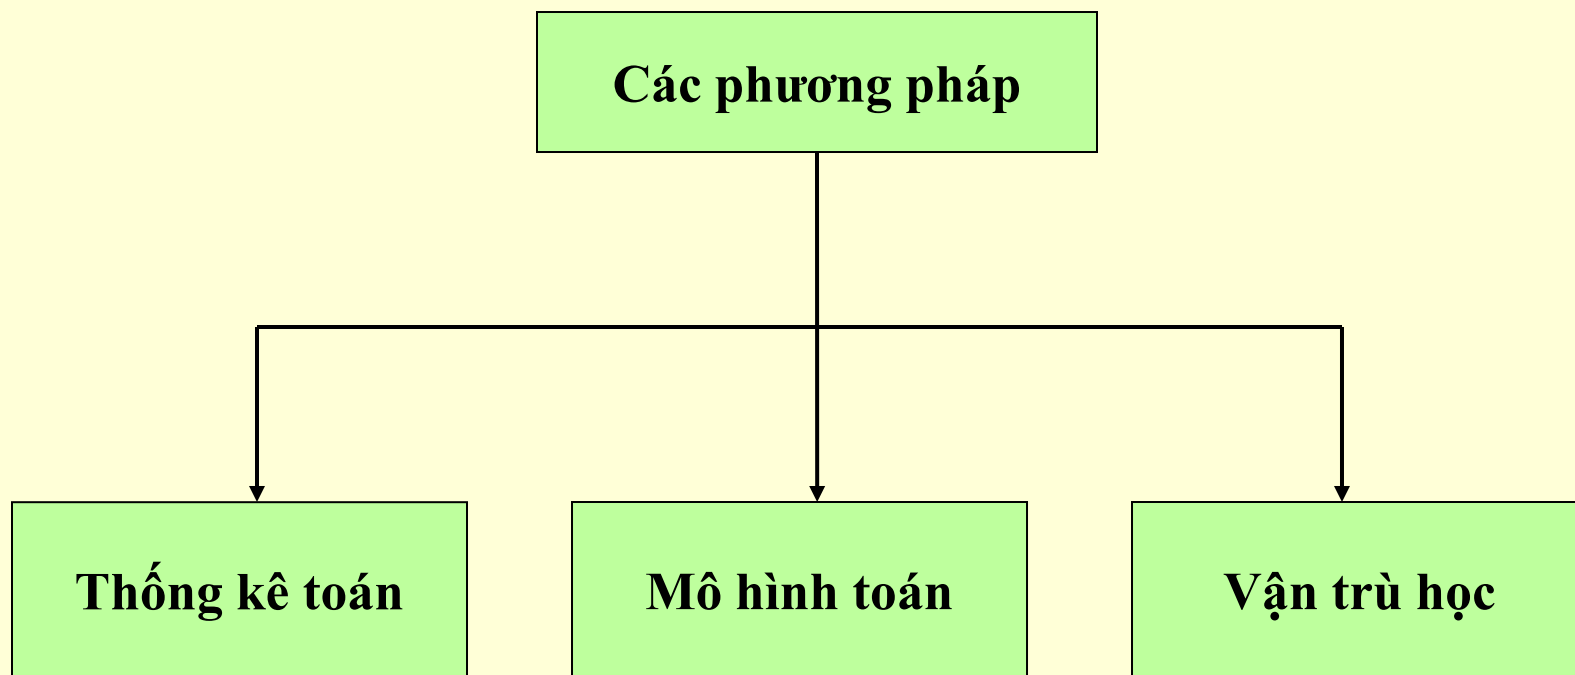 Các phương pháp
Thống kê toán
Mô hình toán
Vận trù học